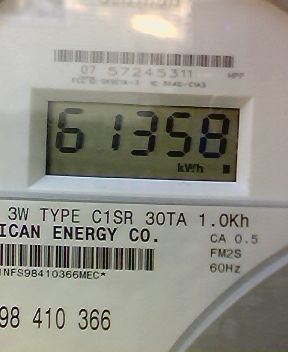 07 57245311
61358
kWh
3W TYPE C1SR 30TA 1.0Kh
ICAN ENERGY CO.
CA 0.5
FM2S
60Hz
INFS98410366MEC*
98 410 366